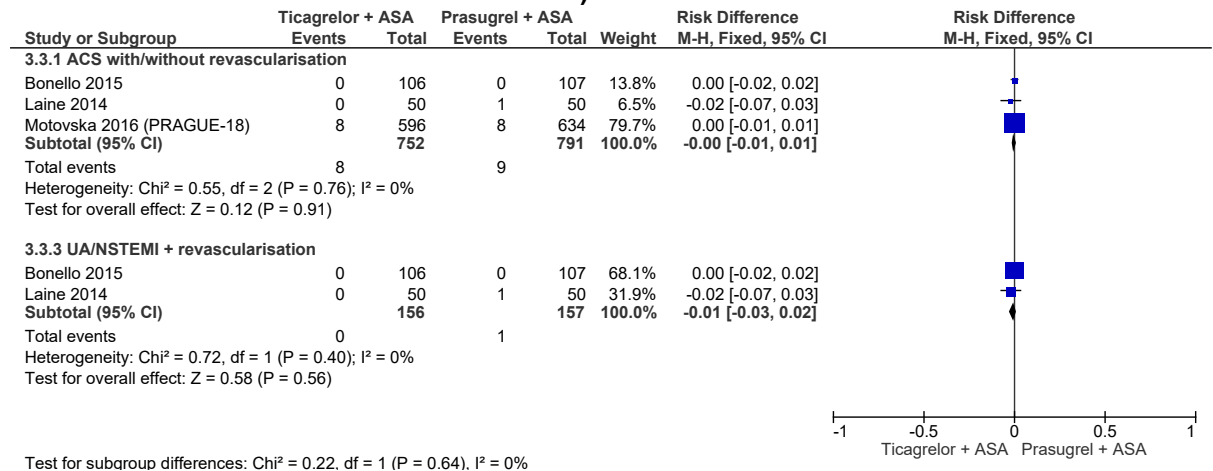 Ticagrelor + ASA Prasugrel + ASA Risk Difference Risk Difference
Study or Subgroup Events Total Events Total Weight M-H, Fixed, 95% CI M-H, Fixed, 95% CI
3.3.1 ACS with/without revascularisation
Bonello 2015 0 106 0 107 13.8% 0.00 [-0.02, 0.02]
Laine 2014 0 50 1 50 6.5% -0.02 [-0.07, 0.03]
Motovska 2016 (PRAGUE-18) 8 596 8 634 79.7% 0.00 [-0.01, 0.01]
Subtotal (95% CI) 752 791 100.0% -0.00 [-0.01, 0.01]
Total events 8 9
Heterogeneity: Chi² = 0.55, df = 2 (P = 0.76); I² = 0%
Test for overall effect: Z = 0.12 (P = 0.91)
3.3.3 UA/NSTEMI + revascularisation
Bonello 2015 0 106 0 107 68.1% 0.00 [-0.02, 0.02]
Laine 2014 0 50 1 50 31.9% -0.02 [-0.07, 0.03]
Subtotal (95% CI) 156 157 100.0% -0.01 [-0.03, 0.02]
Total events 0 1
Heterogeneity: Chi² = 0.72, df = 1 (P = 0.40); I² = 0%
Test for overall effect: Z = 0.58 (P = 0.56)
-1 -0.5 0 0.5 1
Ticagrelor + ASA Prasugrel + ASA
Test for subgroup differences: Chi² = 0.22, df = 1 (P = 0.64), I² = 0%